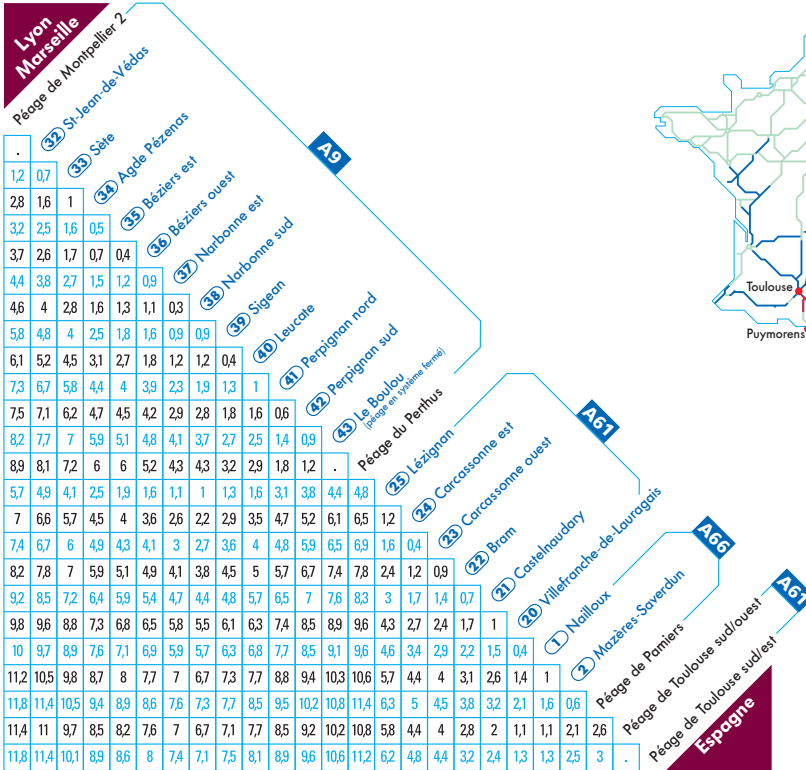 Lyon
Marseille
Péage de Montpellier 2
32 St-Jean-de-Védas
33 Sète
34 Agde Pézenas
35 Béziers est
36 Béziers ouest
37 Narbonne est
38 Narbonne sud
39 Sigean
40 Leucate
41 Perpignan nord
42 Perpignan sud
43 Le Boulou
(péage en système fermé)
Péage du Perthus
A9
25 Lézignan
24 Carcassonne est
23 Carcassonne ouest
22 Bram
21 Castelnaudary
20 Villefranche-de-Lauragais
A61
1 Nailloux
2 Mazères-Saverdun
Péage de Pamiers
A66
Péage de Toulouse sud/ouest
Péage de Toulouse sud/est
A61
Espagne
Toulouse
Puymorens
.
1,2 0,7
2,8 1,6 1
3,2 2,5 1,6 0,5
3,7 2,6 1,7 0,7 0,4
4,4 3,8 2,7 1,5 1,2 0,9
4,6 4 2,8 1,6 1,3 1,1 0,3
5,8 4,8 4 2,5 1,8 1,6 0,9 0,9
6,1 5,2 4,5 3,1 2,7 1,8 1,2 1,2 0,4
7,3 6,7 5,8 4,4 4 3,9 2,3 1,9 1,3 1
7,5 7,1 6,2 4,7 4,5 4,2 2,9 2,8 1,8 1,6 0,6
8,2 7,7 7 5,9 5,1 4,8 4,1 3,7 2,7 2,5 1,4 0,9
8,9 8,1 7,2 6 6 5,2 4,3 4,3 3,2 2,9 1,8 1,2 .
5,7 4,9 4,1 2,5 1,9 1,6 1,1 1 1,3 1,6 3,1 3,8 4,4 4,8
7 6,6 5,7 4,5 4 3,6 2,6 2,2 2,9 3,5 4,7 5,2 6,1 6,5 1,2
7,4 6,7 6 4,9 4,3 4,1 3 2,7 3,6 4 4,8 5,9 6,5 6,9 1,6 0,4
8,2 7,8 7 5,9 5,1 4,9 4,1 3,8 4,5 5 5,7 6,7 7,4 7,8 2,4 1,2 0,9
9,2 8,5 7,2 6,4 5,9 5,4 4,7 4,4 4,8 5,7 6,5 7 7,6 8,3 3 1,7 1,4 0,7
9,8 9,6 8,8 7,3 6,8 6,5 5,8 5,5 6,1 6,3 7,4 8,5 8,9 9,6 4,3 2,7 2,4 1,7 1
10 9,7 8,9 7,6 7,1 6,9 5,9 5,7 6,3 6,8 7,7 8,5 9,1 9,6 4,6 3,4 2,9 2,2 1,5 0,4
11,2 10,5 9,8 8,7 8 7,7 7 6,7 7,3 7,7 8,8 9,4 10,3 10,6 5,7 4,4 4 3,1 2,6 1,4 1
11,8 11,4 10,5 9,4 8,9 8,6 7,6 7,3 7,7 8,5 9,5 10,2 10,8 11,4 6,3 5 4,5 3,8 3,2 2,1 1,6 0,6
11,4 11 9,7 8,5 8,2 7,6 7 6,7 7,1 7,7 8,5 9,2 10,2 10,8 5,8 4,4 4 2,8 2 1,1 1,1 2,1 2,6
11,8 11,4 10,1 8,9 8,6 8 7,4 7,1 7,5 8,1 8,9 9,6 10,6 11,2 6,2 4,8 4,4 3,2 2,4 1,3 1,3 2,5 3 .